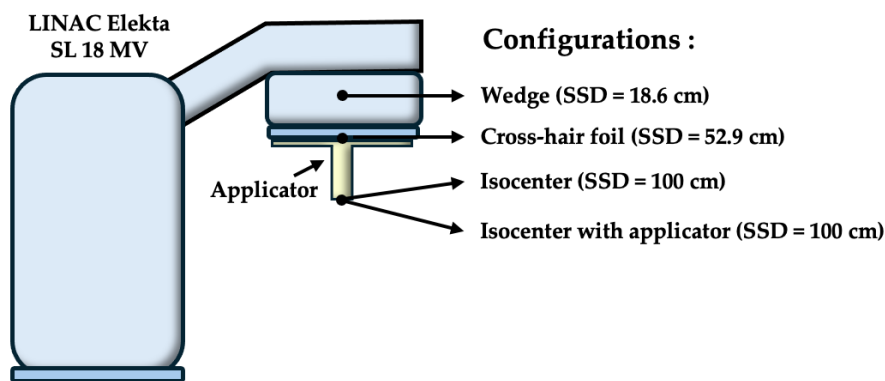 LINAC Elekta
SL 18 MV
Configurations :
Wedge (SSD = 18.6 cm)
Cross-hair foil (SSD = 52.9 cm)
Applicator
Isocenter (SSD = 100 cm)
Isocenter with applicator (SSD = 100 cm)